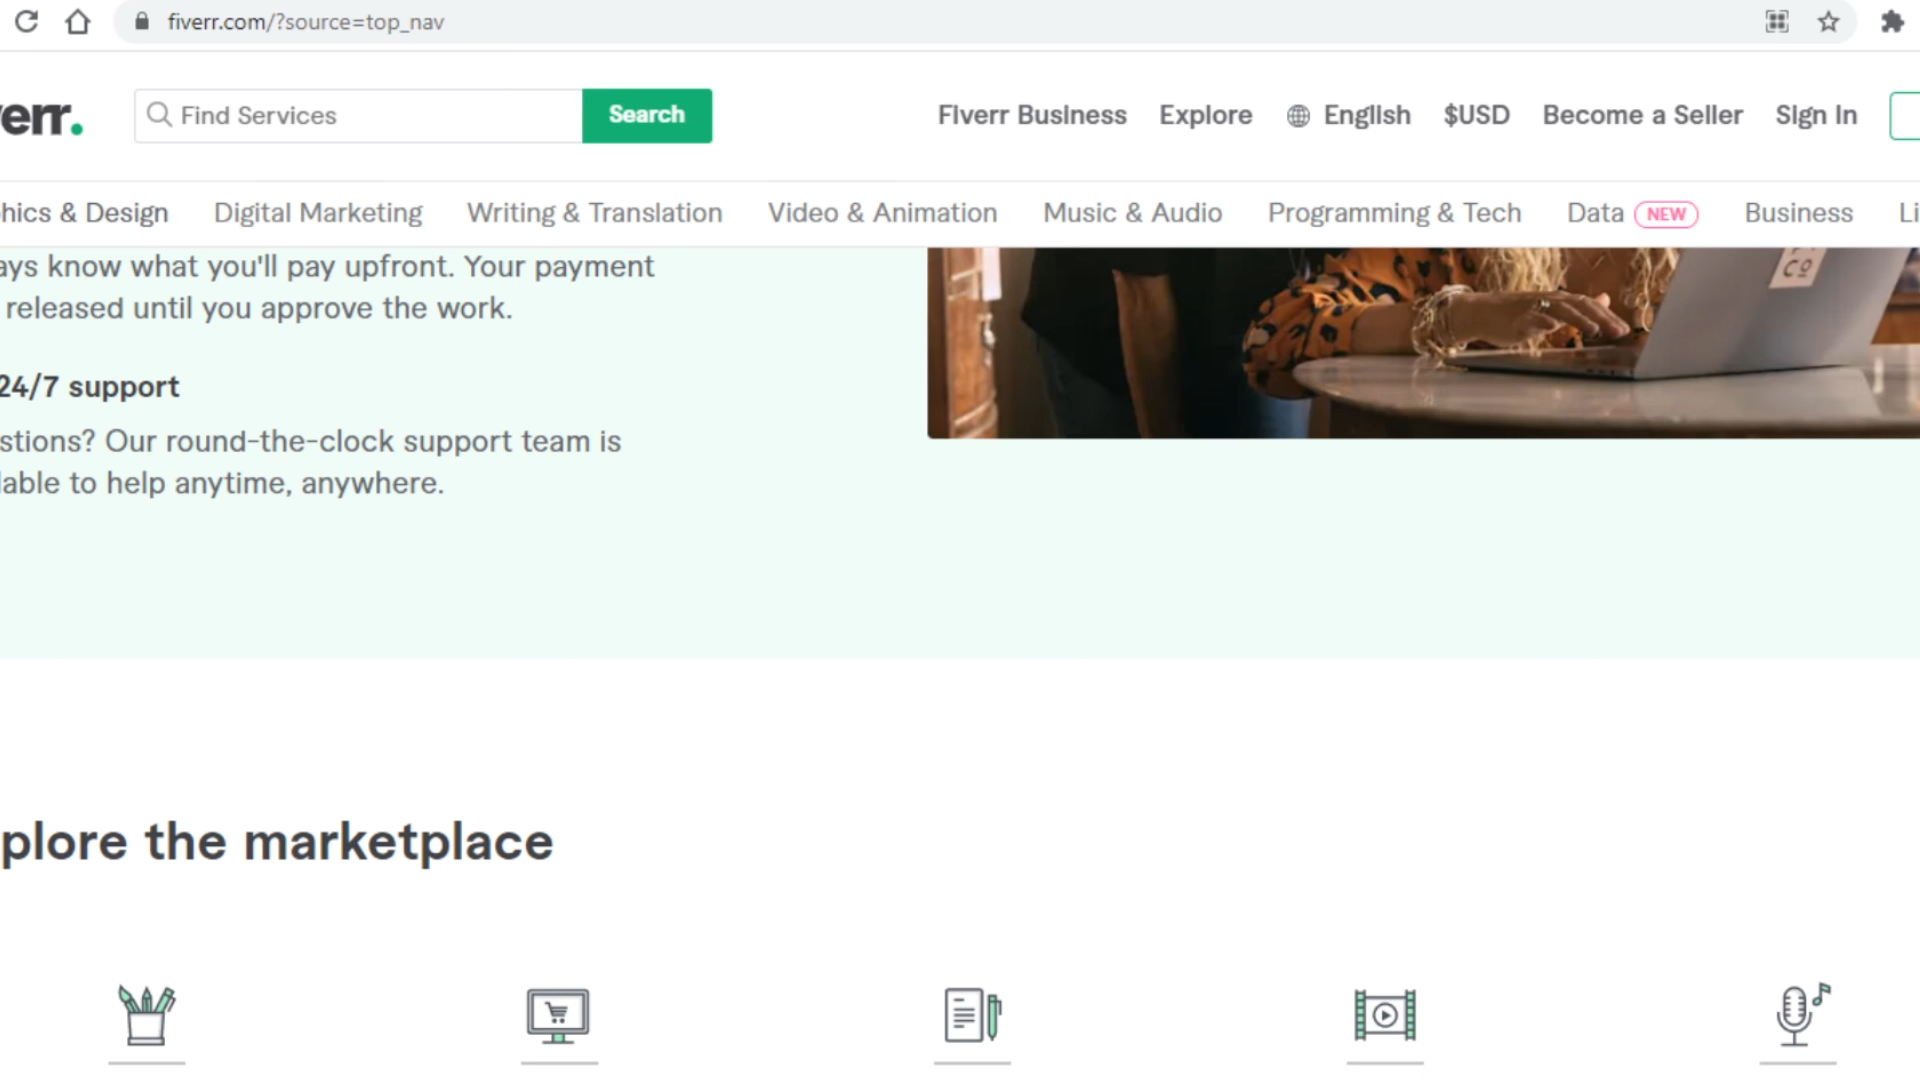 fiverr.com/?source=top_nav
err.
Find Services
Search
Fiverr Business
Explore
English
$USD
Become a Seller
Sign In
hics & Design
Digital Marketing
Writing & Translation
Video & Animation
Music & Audio
Programming & Tech
Data NEW
Business
Li
ays know what you'll pay upfront. Your payment
released until you approve the work.
24/7 support
stions? Our round-the-clock support team is
lable to help anytime, anywhere.
CO
plore the marketplace